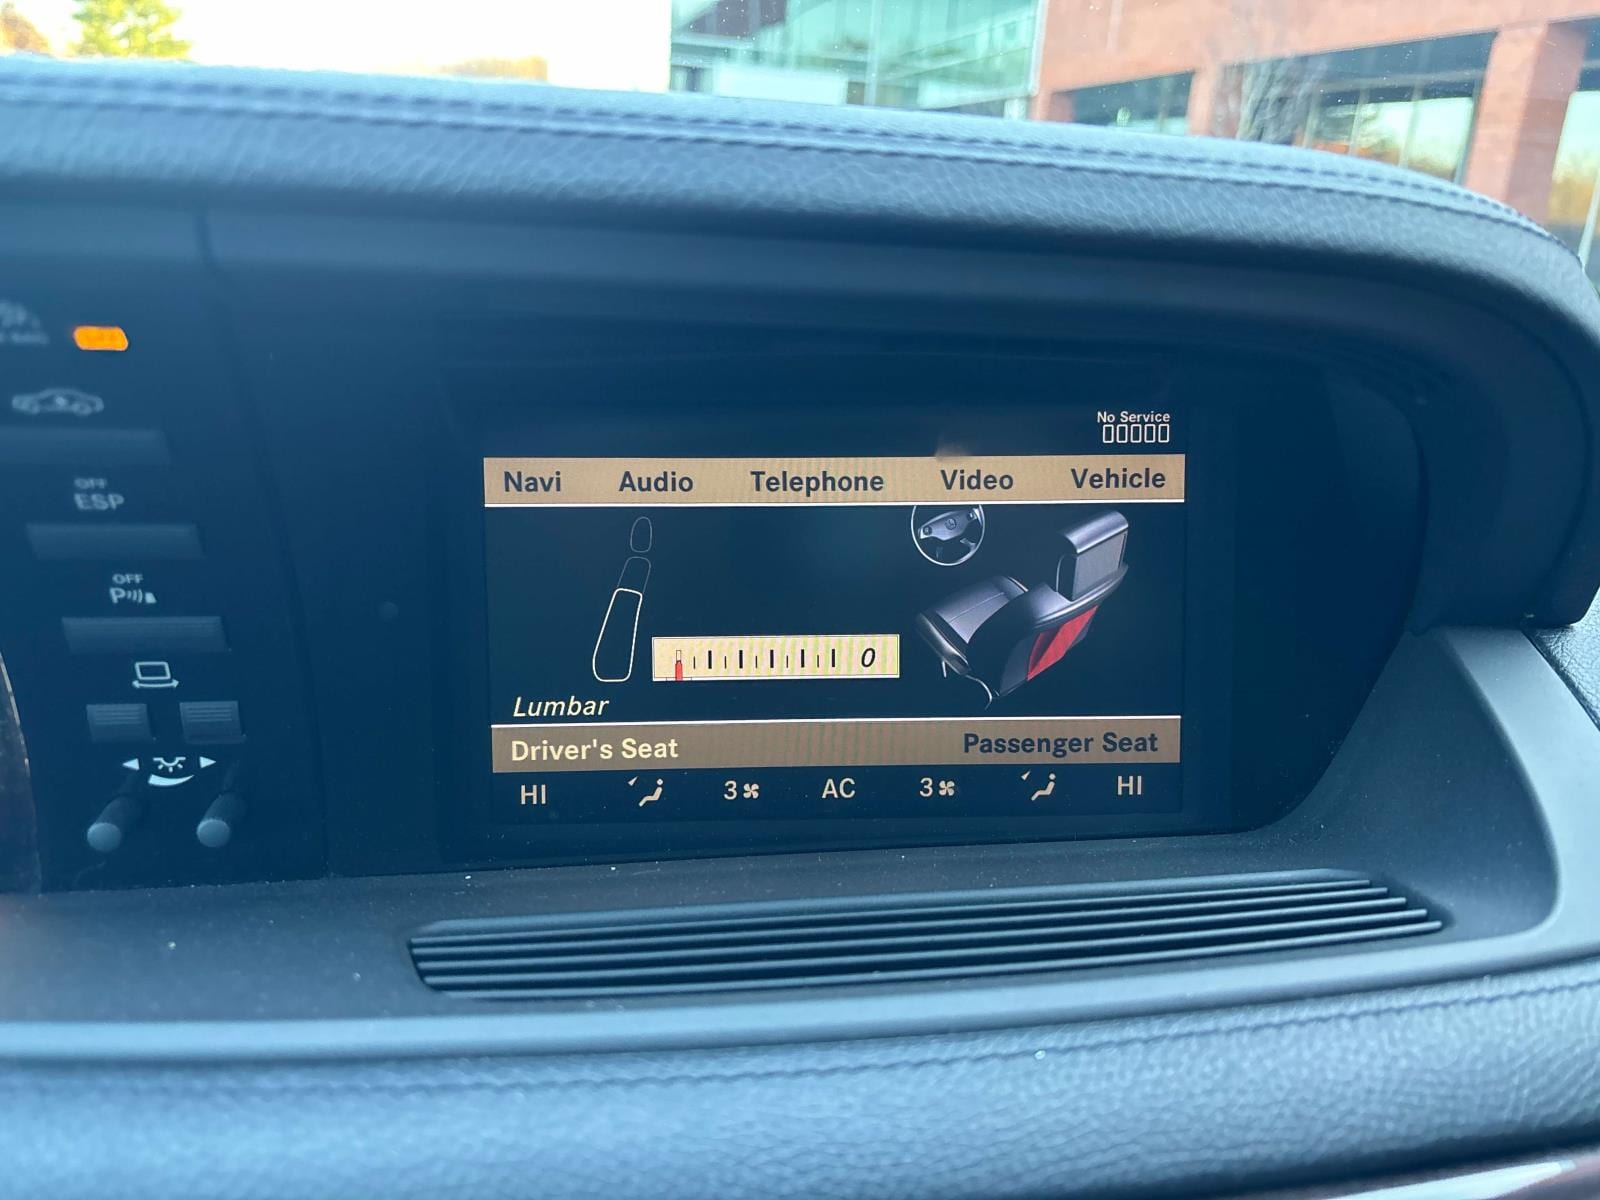 No Service
00000
Navi Audio Telephone Video Vehicle
0
Lumbar
Driver's Seat Passenger Seat
HI 3 AC 3 HI
OFF
ESP
OFF
P